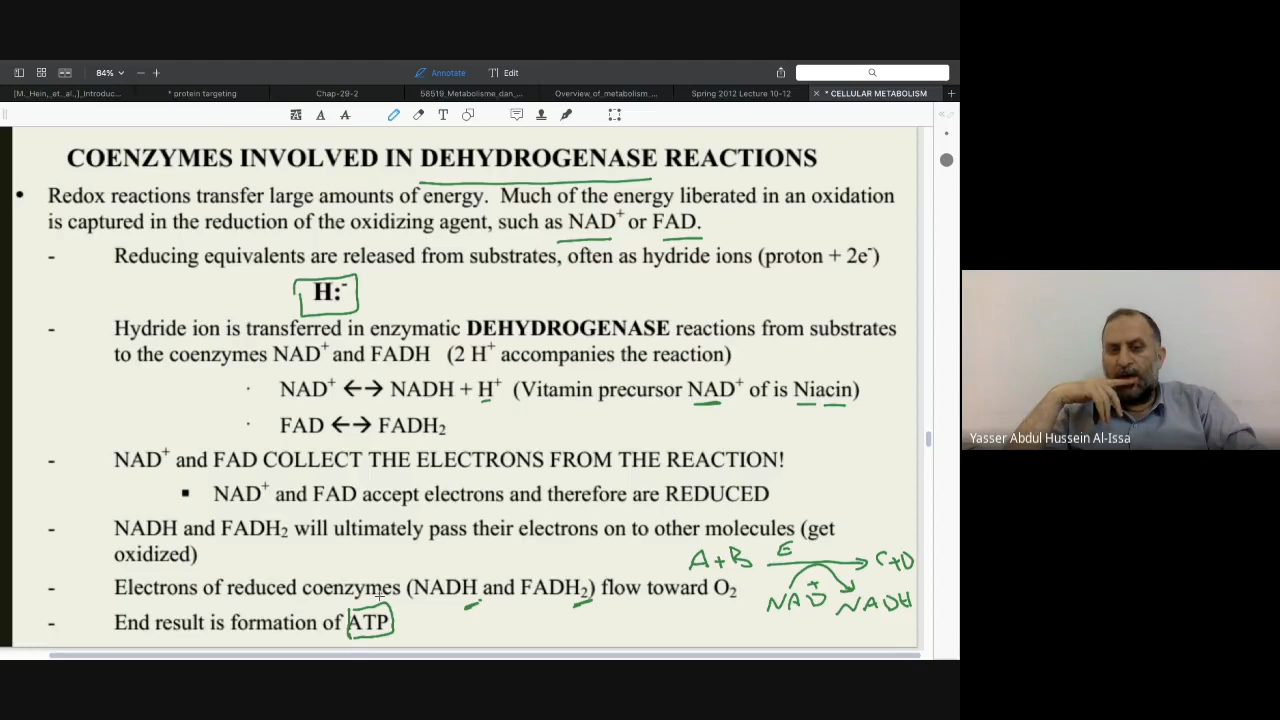 84%
Annotate
Edit
[M._Hein,_et._al.,]_Introduc...
* protein targeting
Chap-29-2
58519_Metabolisme_dan_...
Overview_of_metabolism_...
Spring 2012 Lecture 10-12
* CELLULAR METABOLISM
COENZYMES INVOLVED IN DEHYDROGENASE REACTIONS
• Redox reactions transfer large amounts of energy. Much of the energy liberated in an oxidation
is captured in the reduction of the oxidizing agent, such as NAD⁺ or FAD.
- Reducing equivalents are released from substrates, often as hydride ions (proton + 2e⁻)
H:⁻
- Hydride ion is transferred in enzymatic DEHYDROGENASE reactions from substrates
to the coenzymes NAD⁺ and FADH (2 H⁺ accompanies the reaction)
· NAD⁺ ←→ NADH + H⁺ (Vitamin precursor NAD⁺ of is Niacin)
· FAD ←→ FADH₂
- NAD⁺ and FAD COLLECT THE ELECTRONS FROM THE REACTION!
▪ NAD⁺ and FAD accept electrons and therefore are REDUCED
- NADH and FADH₂ will ultimately pass their electrons on to other molecules (get
oxidized)
- Electrons of reduced coenzymes (NADH and FADH₂) flow toward O₂
- End result is formation of ATP
A+B E → C+D
NAD⁺ NADH
Yasser Abdul Hussein Al-Issa